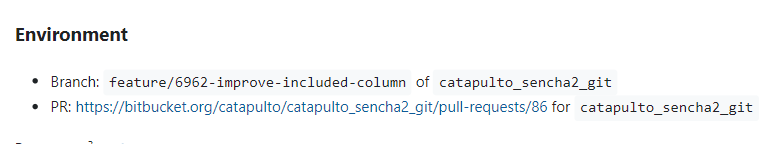 Environment
• Branch: feature/6962-improve-included-column of catapulto_sencha2_git
• PR: https://bitbucket.org/catapulto/catapulto_sencha2_git/pull-requests/86 for catapulto_sencha2_git